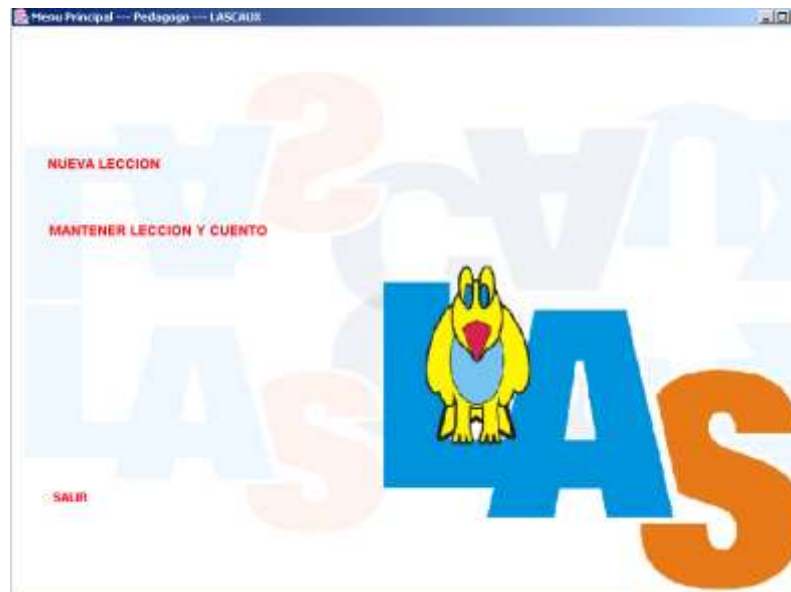 Menu Principal --- Pedagogo --- LASCAUX
NUEVA LECCION
MANTENER LECCION Y CUENTO
SALIR
LAS